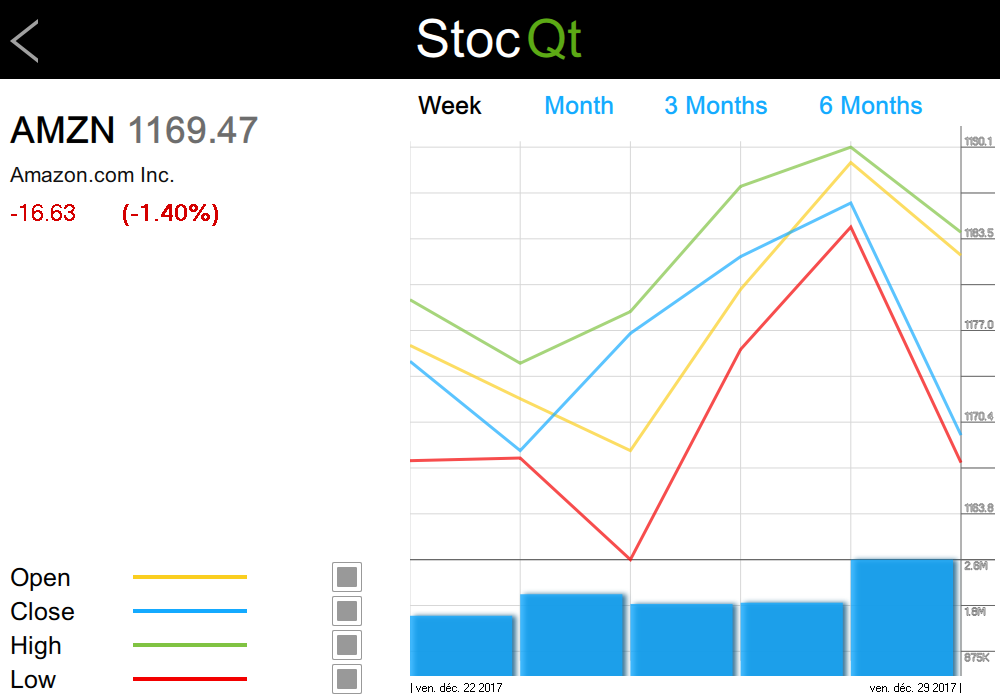 StocQt
AMZN 1169.47
Amazon.com Inc.
-16.63 (-1.40%)
Week Month 3 Months 6 Months
1190.1
1183.5
1177.0
1170.4
1163.8
2.6M
1.8M
875K
Open
Close
High
Low
| ven. déc. 22 2017
ven. déc. 29 2017 |